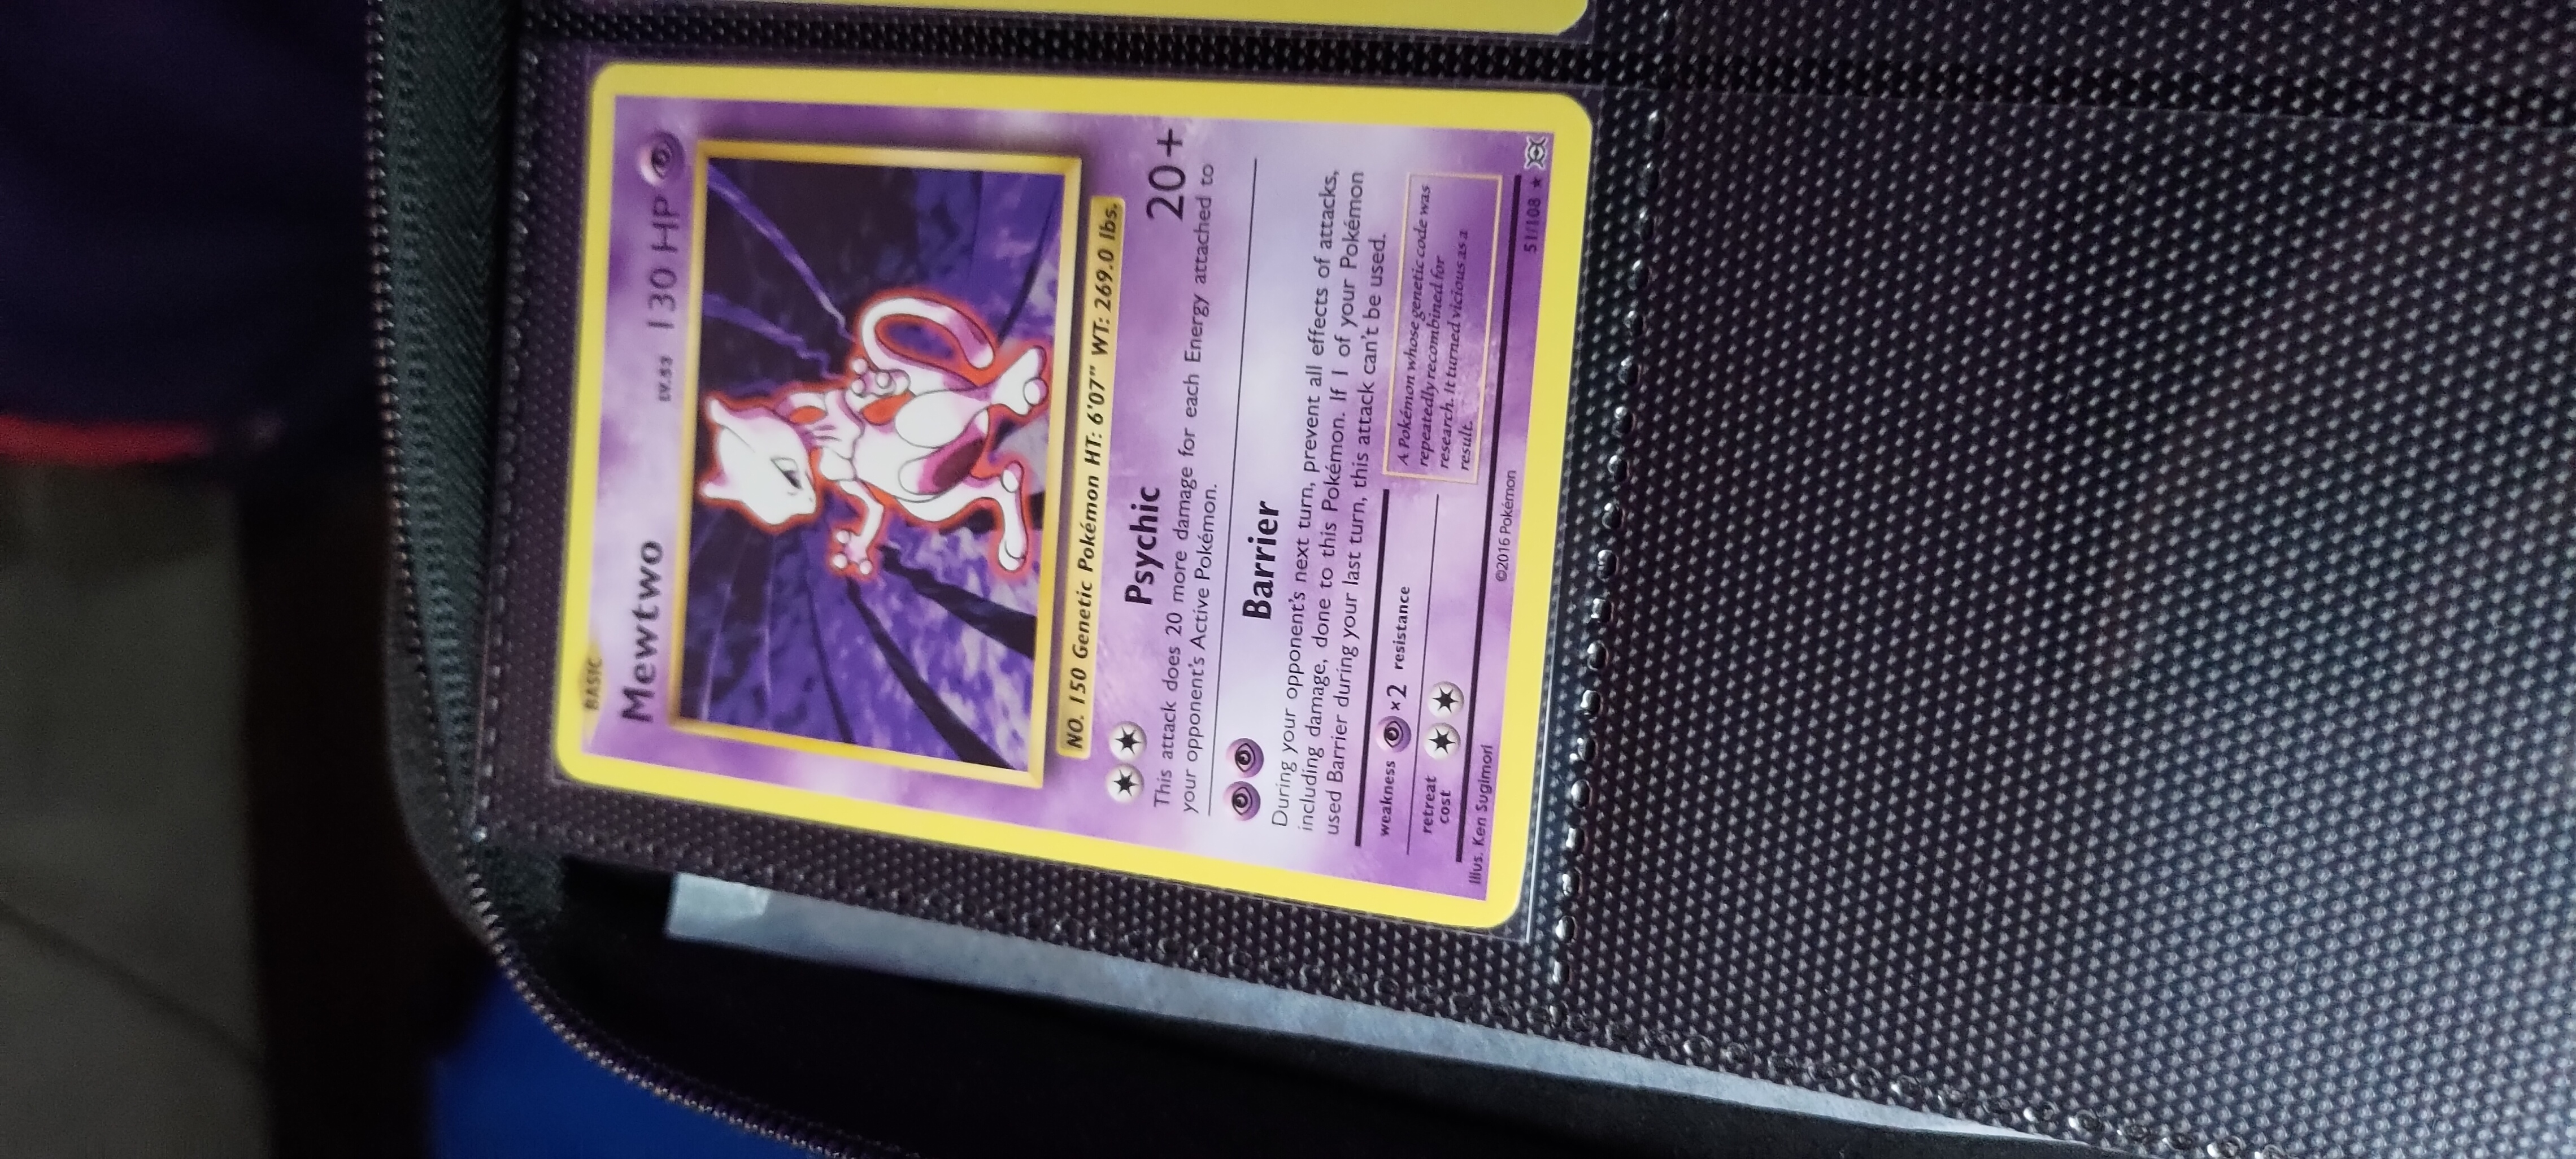 BASIC
Mewtwo LV.53 130 HP
NO. 150 Genetic Pokémon HT: 6'07" WT: 269.0 lbs.
Psychic 20+
This attack does 20 more damage for each Energy attached to
your opponent's Active Pokémon.
Barrier
During your opponent's next turn, prevent all effects of attacks,
including damage, done to this Pokémon. If 1 of your Pokémon
used Barrier during your last turn, this attack can't be used.
weakness ×2 resistance
retreat
cost
A Pokémon whose genetic code was
repeatedly recombined for
research. It turned vicious as a
result.
Illus. Ken Sugimori
©2016 Pokémon
51/108 ★